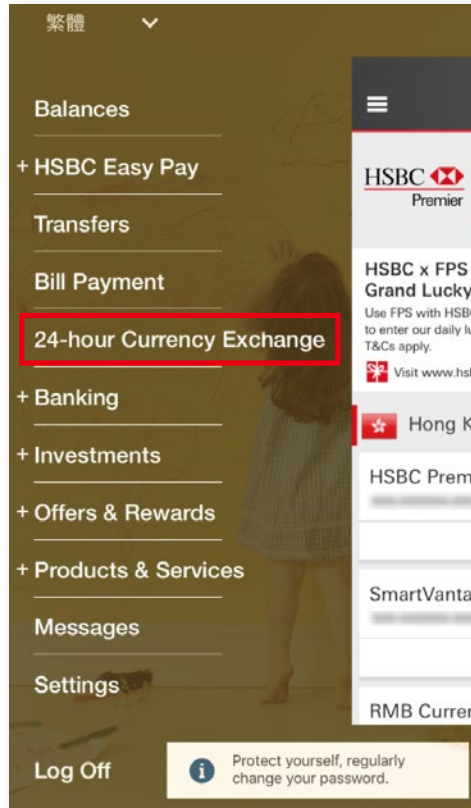 繁體
Balances
+ HSBC Easy Pay
Transfers
Bill Payment
24-hour Currency Exchange
+ Banking
+ Investments
+ Offers & Rewards
+ Products & Services
Messages
Settings
Log Off
Protect yourself, regularly
change your password.
HSBC
Premier
HSBC x FPS
Grand Lucky
Use FPS with HSBC
to enter our daily lu
T&Cs apply.
Visit www.hsb
Hong K
HSBC Prem
SmartVanta
RMB Curren